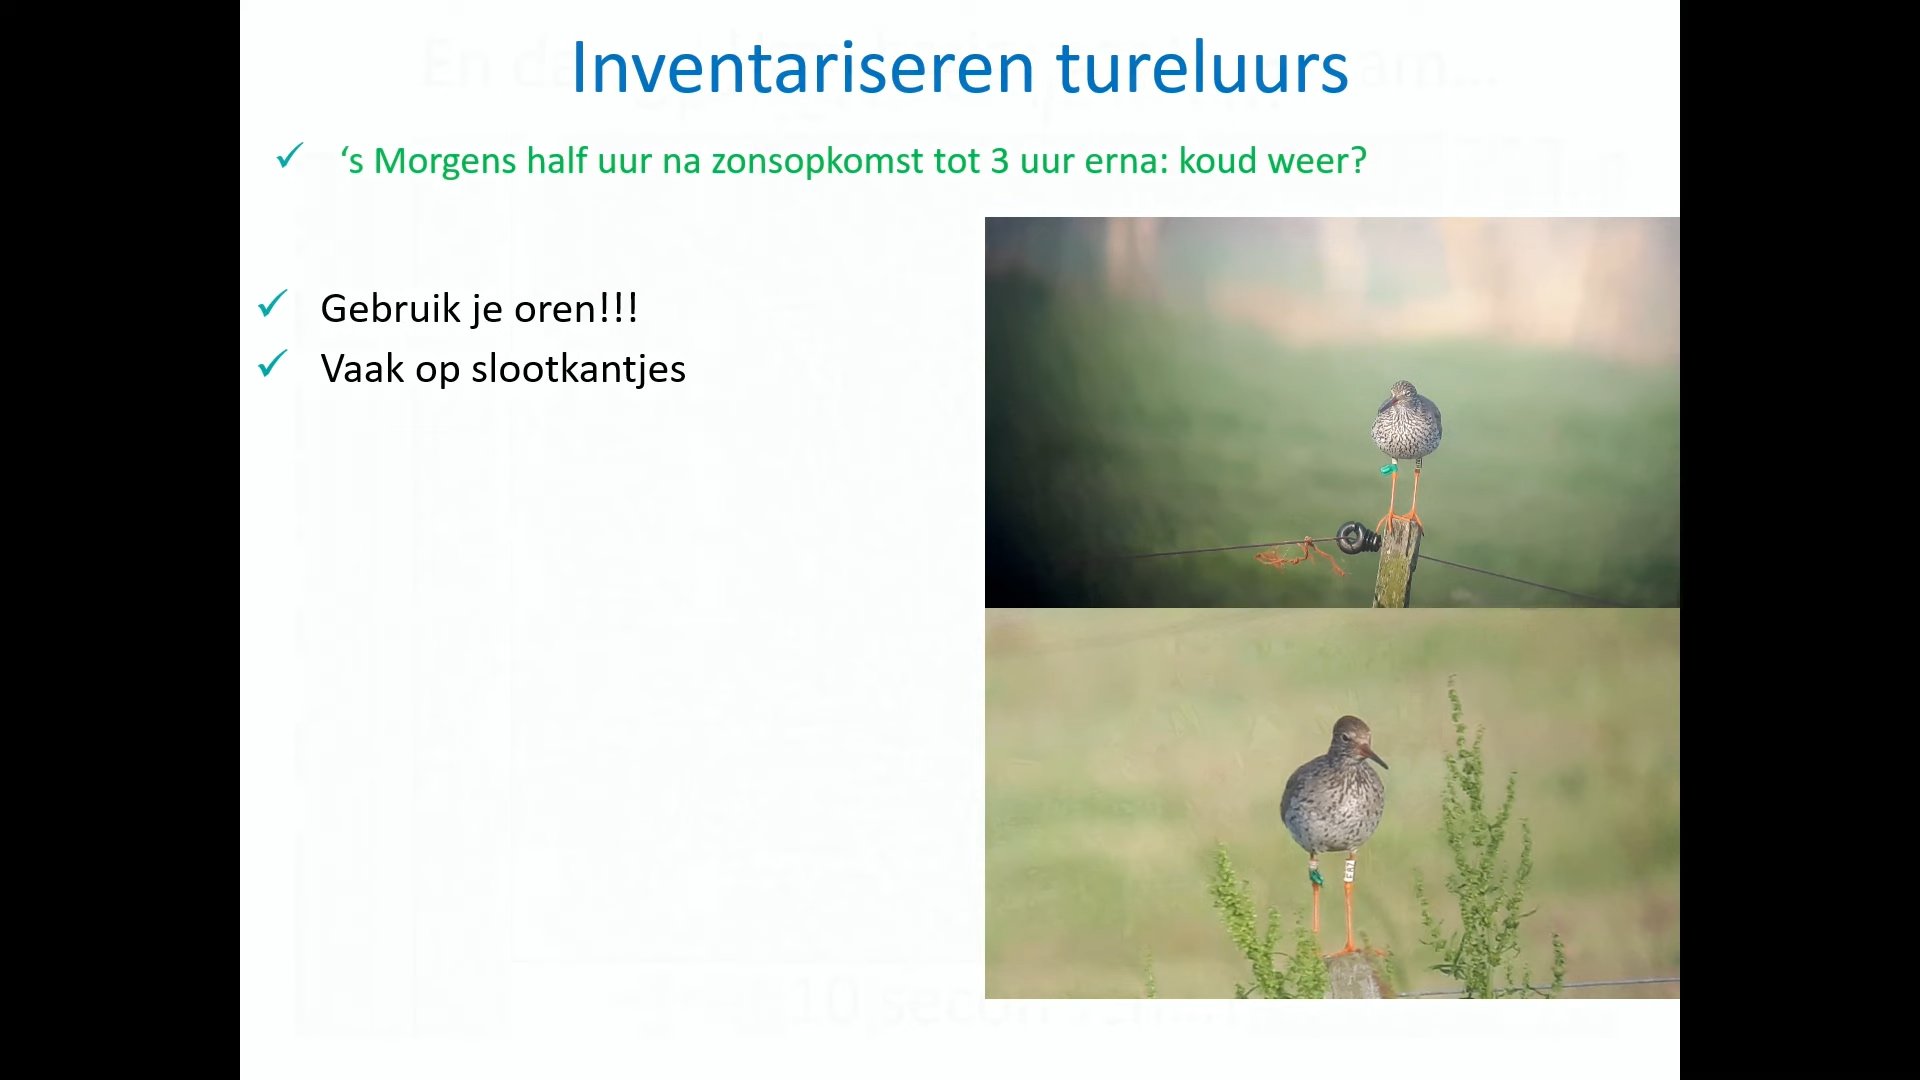 Inventariseren tureluurs
‘s Morgens half uur na zonsopkomst tot 3 uur erna: koud weer?
Gebruik je oren!!!
Vaak op slootkantjes